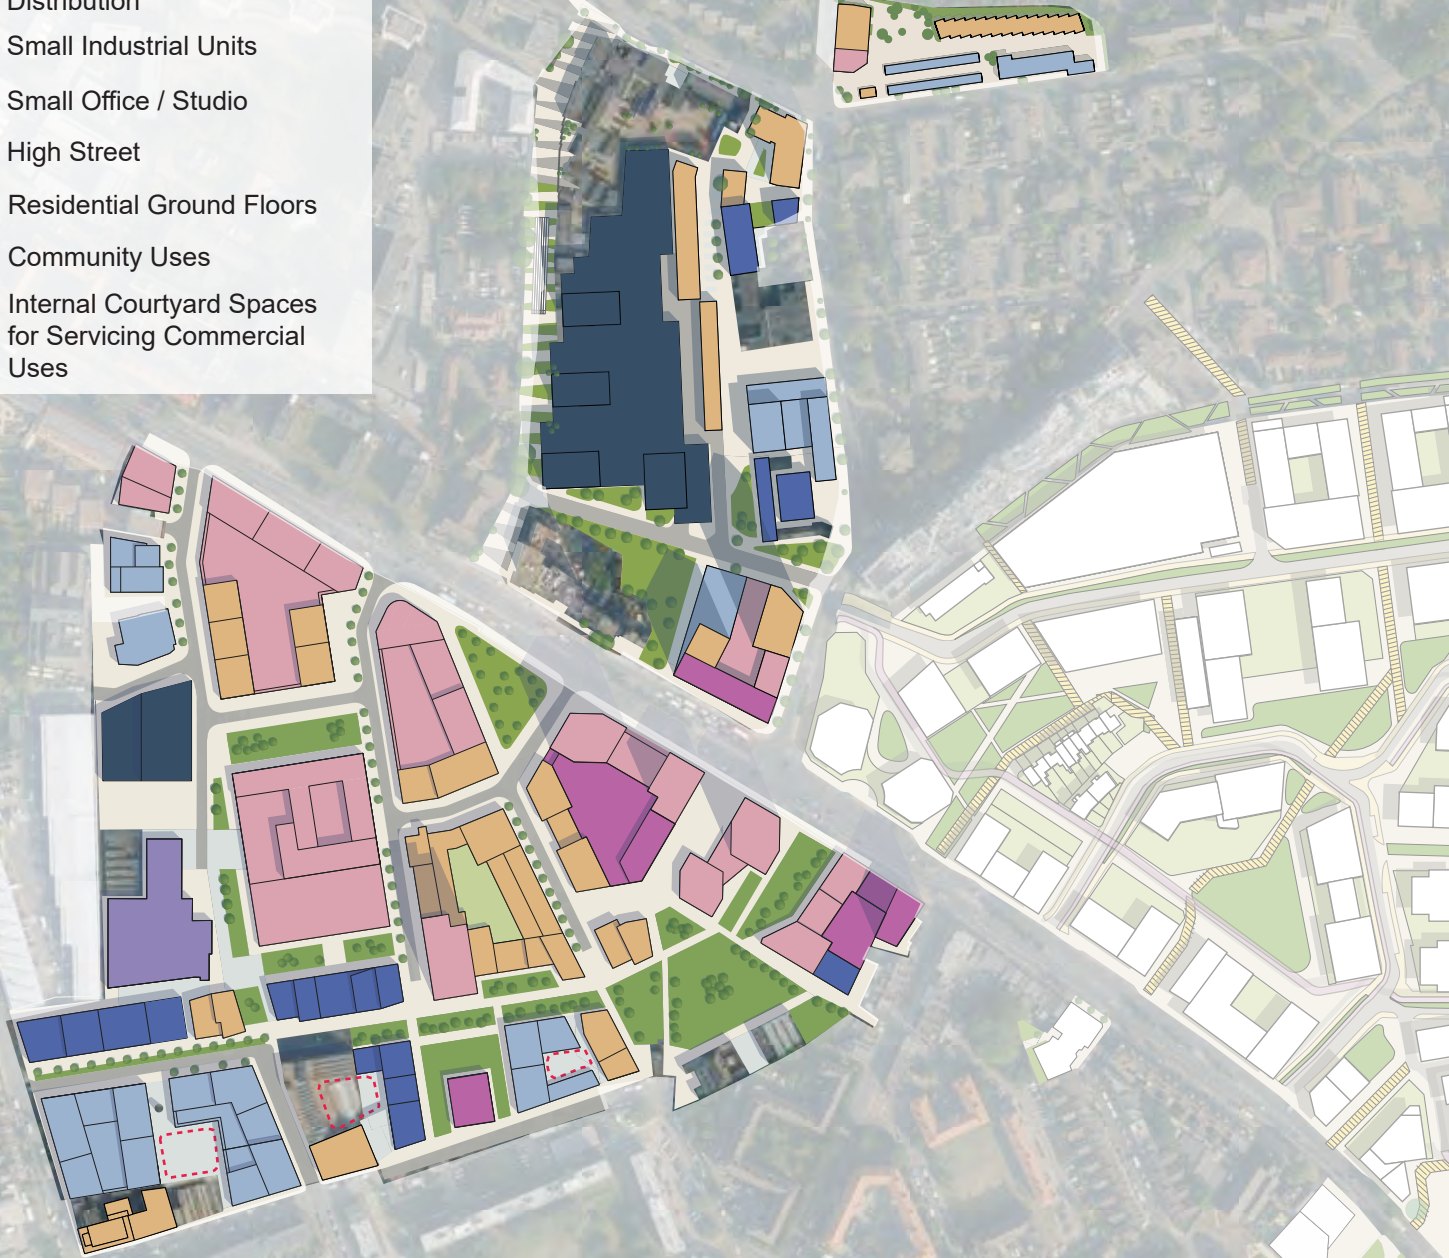 Distribution
Small Industrial Units
Small Office / Studio
High Street
Residential Ground Floors
Community Uses
Internal Courtyard Spaces
for Servicing Commercial
Uses